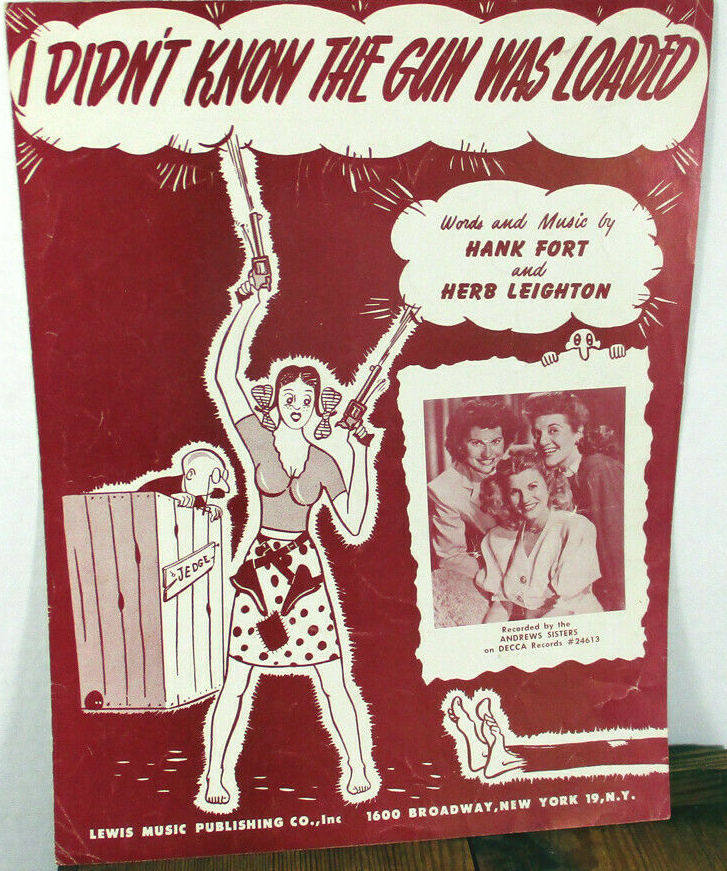 I DIDN'T KNOW THE GUN WAS LOADED
Words and Music by
HANK FORT
and
HERB LEIGHTON
JEDGE
Recorded by the
ANDREWS SISTERS
on DECCA Records #24613
LEWIS MUSIC PUBLISHING CO., Inc 1600 BROADWAY, NEW YORK 19, N.Y.